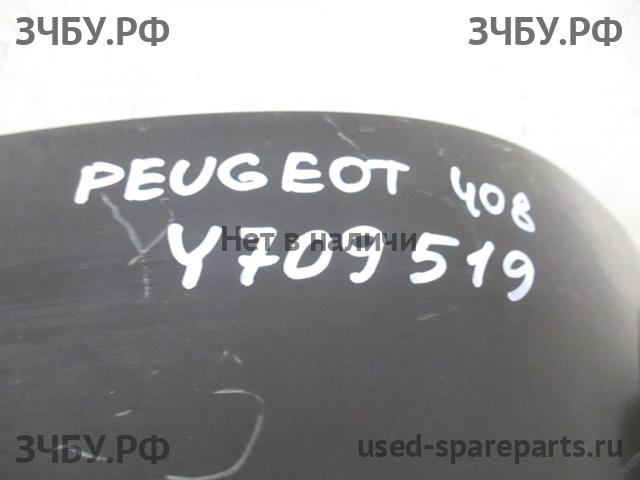 ЗЧБУ.РФ ЗЧБУ.РФ
PEUGEOT 408
Нет в наличи
Y709519
ЗЧБУ.РФ used-spareparts.ru